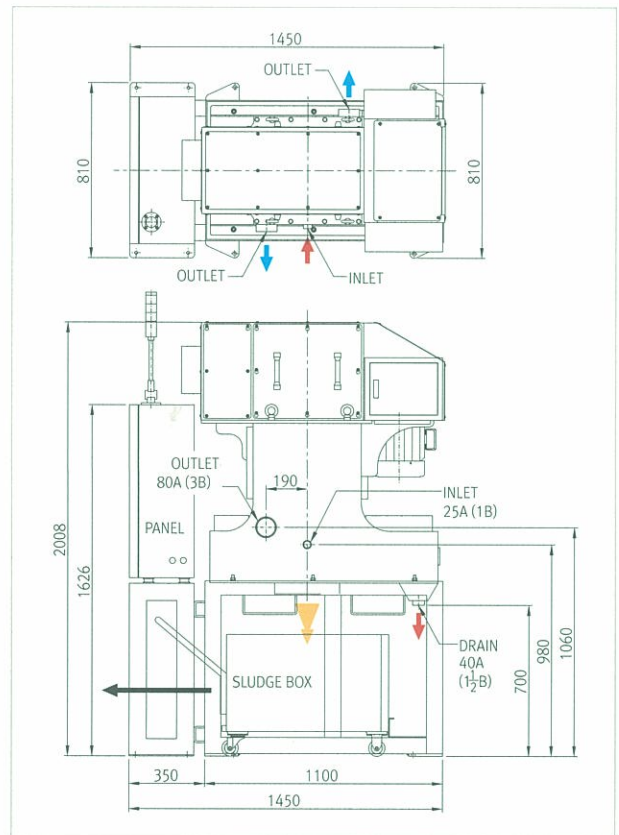 1450
OUTLET
810
810
OUTLET
INLET
OUTLET
80A (3B)
190
INLET
25A (1B)
PANEL
2008
1626
SLUDGE BOX
DRAIN
40A
(1½B)
700
980
1060
350
1100
1450